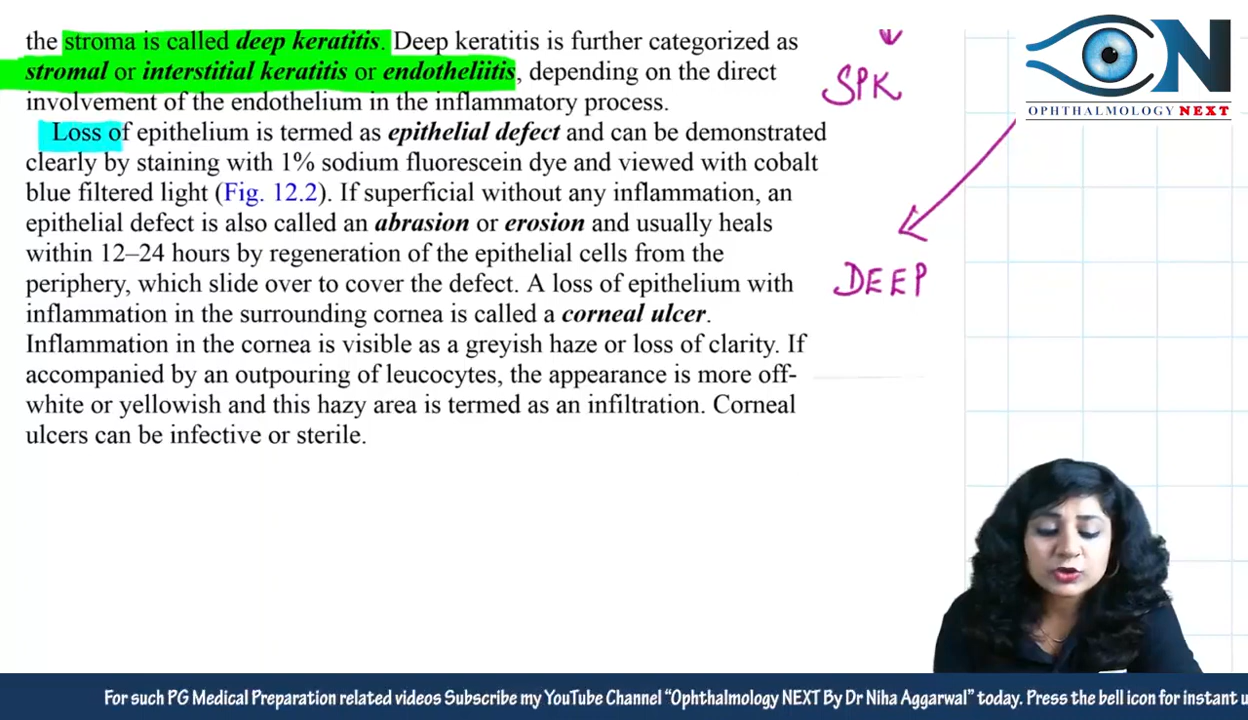 the stroma is called deep keratitis. Deep keratitis is further categorized as
stromal or interstitial keratitis or endotheliitis, depending on the direct
involvement of the endothelium in the inflammatory process.
Loss of epithelium is termed as epithelial defect and can be demonstrated
clearly by staining with 1% sodium fluorescein dye and viewed with cobalt
blue filtered light (Fig. 12.2). If superficial without any inflammation, an
epithelial defect is also called an abrasion or erosion and usually heals
within 12–24 hours by regeneration of the epithelial cells from the
periphery, which slide over to cover the defect. A loss of epithelium with
inflammation in the surrounding cornea is called a corneal ulcer.
Inflammation in the cornea is visible as a greyish haze or loss of clarity. If
accompanied by an outpouring of leucocytes, the appearance is more off-
white or yellowish and this hazy area is termed as an infiltration. Corneal
ulcers can be infective or sterile.
SPK
DEEP
N
OPHTHALMOLOGY NEXT
For such PG Medical Preparation related videos Subscribe my YouTube Channel “Ophthalmology NEXT By Dr Niha Aggarwal” today. Press the bell icon for instant u